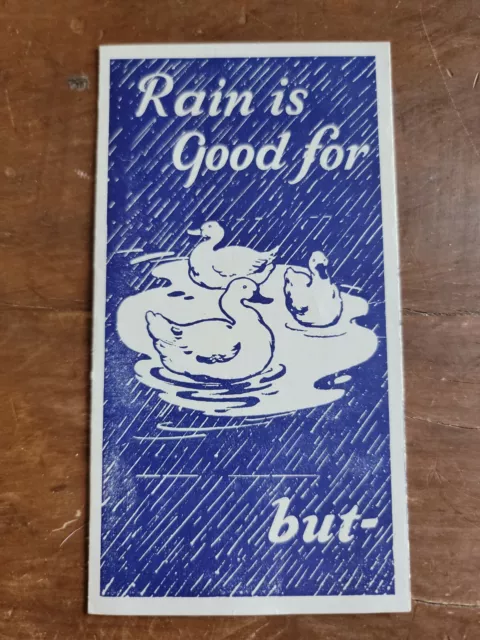 Rain is
Good for
but-